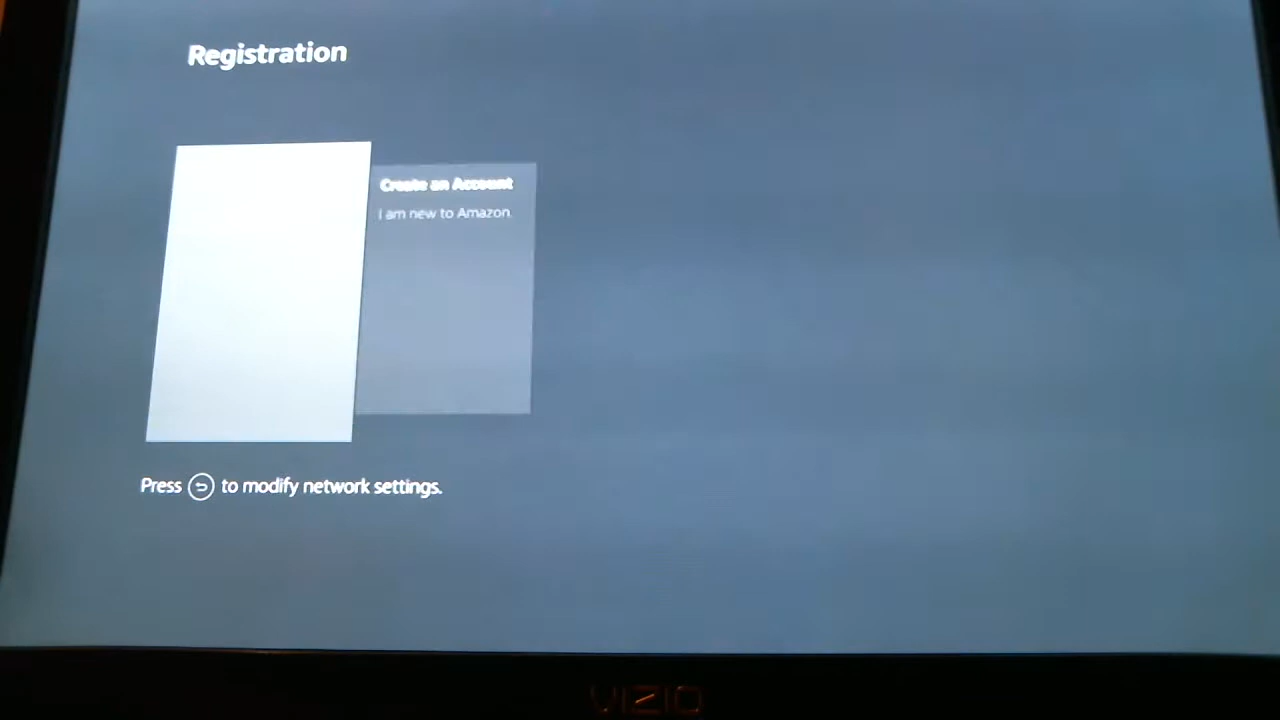 Registration
Create an Account
I am new to Amazon.
Press to modify network settings.
VIZIO